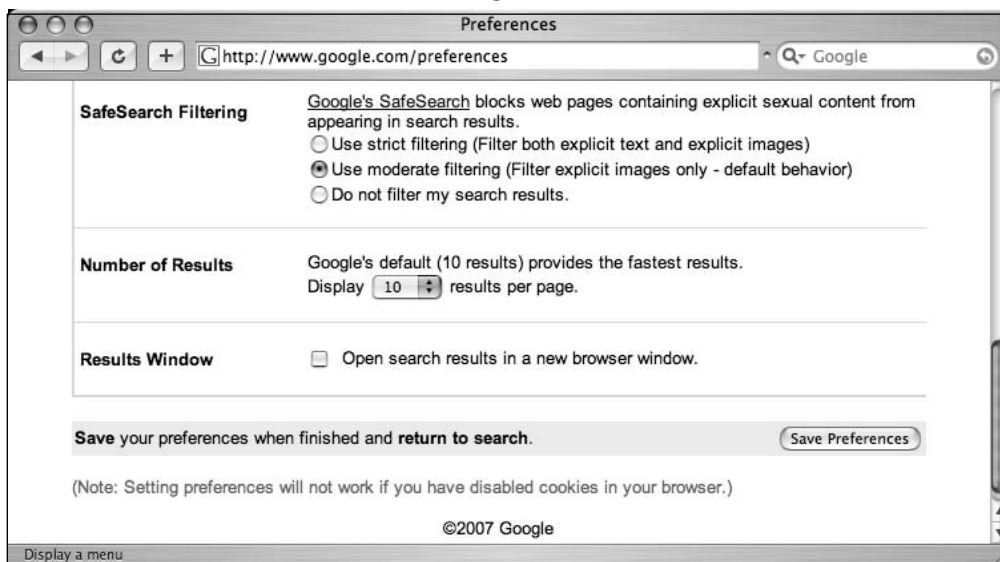 Preferences
http://www.google.com/preferences
Google
SafeSearch Filtering
Google's SafeSearch blocks web pages containing explicit sexual content from
appearing in search results.
Use strict filtering (Filter both explicit text and explicit images)
Use moderate filtering (Filter explicit images only - default behavior)
Do not filter my search results.
Number of Results
Google's default (10 results) provides the fastest results.
Display 10 results per page.
Results Window
Open search results in a new browser window.
Save your preferences when finished and return to search.
Save Preferences
(Note: Setting preferences will not work if you have disabled cookies in your browser.)
©2007 Google
Display a menu